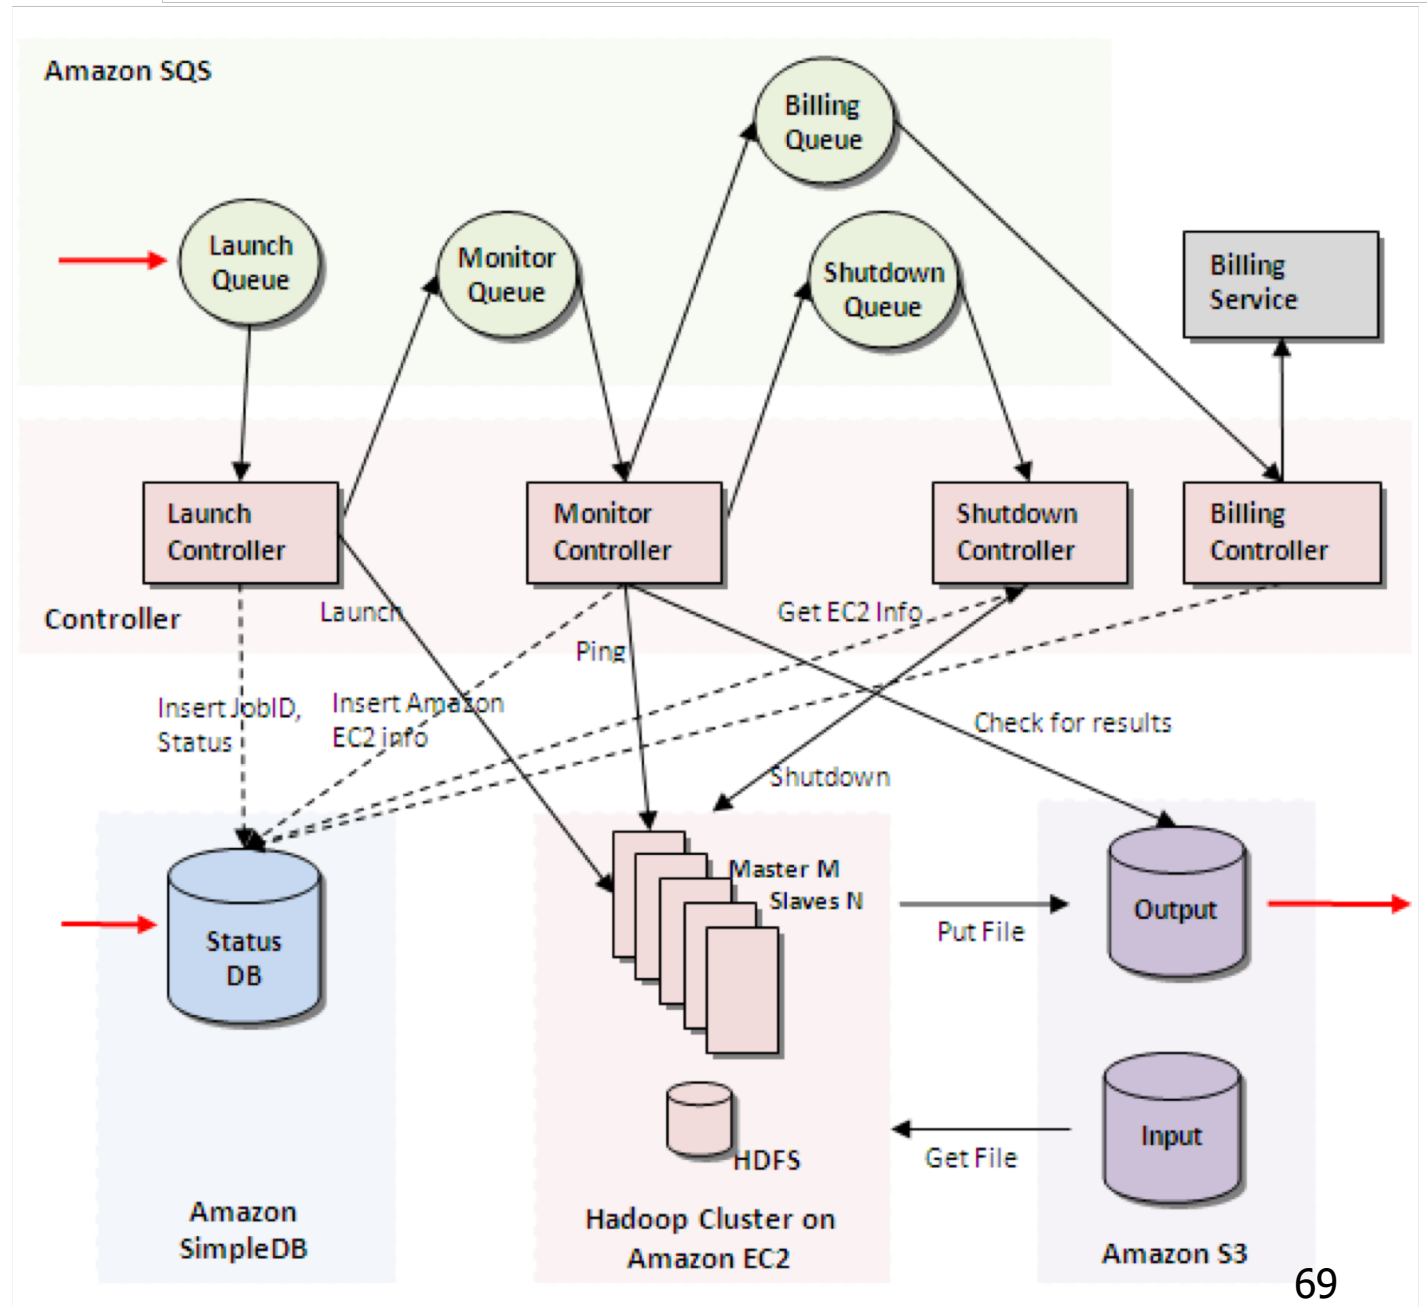 Amazon SQS
Billing
Queue
Launch
Queue
Monitor
Queue
Shutdown
Queue
Billing
Service
Launch
Controller
Monitor
Controller
Shutdown
Controller
Billing
Controller
Controller
Launch
Ping
Get EC2 Info
Insert JobID,
Status
Insert Amazon
EC2 info
Check for results
Shutdown
Master M
Slaves N
Status
DB
Put File
Output
HDFS
Get File
Input
Amazon
SimpleDB
Hadoop Cluster on
Amazon EC2
Amazon S3
69